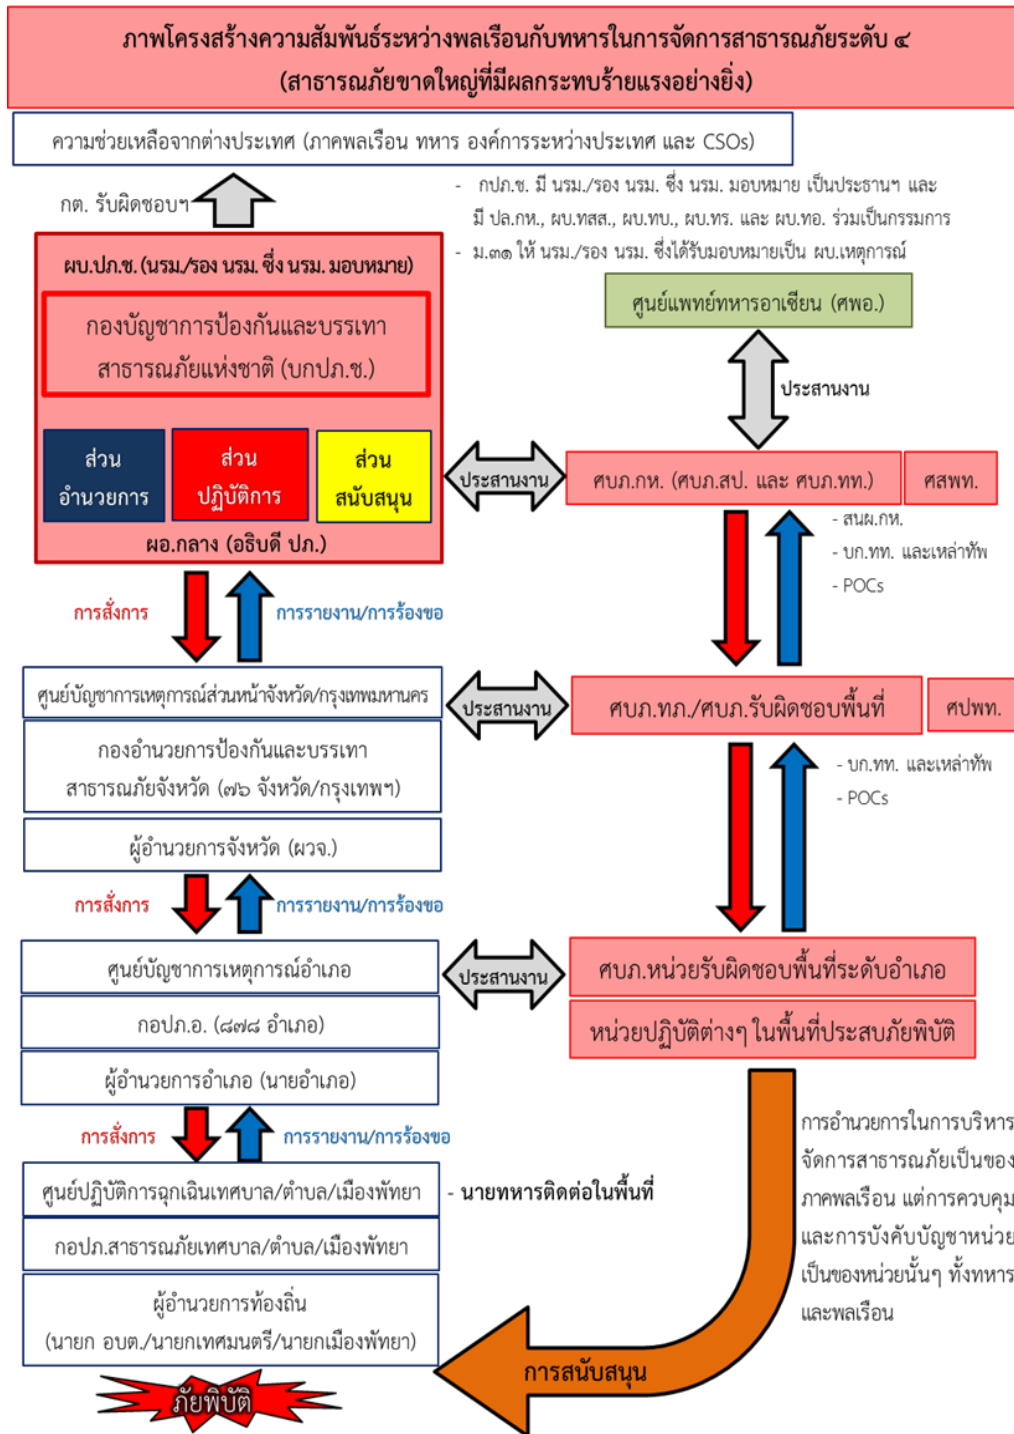 ภาพโครงสร้างความสัมพันธ์ระหว่างพลเรือนกับทหารในการจัดการสาธารณภัยระดับ ๔
(สาธารณภัยขาดใหญ่ที่มีผลกระทบร้ายแรงอย่างยิ่ง)
ความช่วยเหลือจากต่างประเทศ (ภาคพลเรือน ทหาร องค์การระหว่างประเทศ และ CSOs)
กต. รับผิดชอบฯ
- กปภ.ช. มี นรม./รอง นรม. ซึ่ง นรม. มอบหมาย เป็นประธานฯ และ
มี ปล.กห., ผบ.ทสส., ผบ.ทบ., ผบ.ทร. และ ผบ.ทอ. ร่วมเป็นกรรมการ
- ม.๓๑ ให้ นรม./รอง นรม. ซึ่งได้รับมอบหมายเป็น ผบ.เหตุการณ์
ผบ.ปภ.ช. (นรม./รอง นรม. ซึ่ง นรม. มอบหมาย)
กองบัญชาการป้องกันและบรรเทา
สาธารณภัยแห่งชาติ (บกปภ.ช.)
ศูนย์แพทย์ทหารอาเซียน (ศพอ.)
ประสานงาน
ส่วน
อำนวยการ
ส่วน
ปฏิบัติการ
ส่วน
สนับสนุน
ผอ.กลาง (อธิบดี ปภ.)
ประสานงาน
ศบภ.กห. (ศบภ.สป. และ ศบภ.ทท.)
ศสพท.
- สนผ.กห.
- บก.ทท. และเหล่าทัพ
- POCs
การสั่งการ
การรายงาน/การร้องขอ
ศูนย์บัญชาการเหตุการณ์ส่วนหน้าจังหวัด/กรุงเทพมหานคร
ประสานงาน
ศบภ.ทภ./ศบภ.รับผิดชอบพื้นที่
ศปพท.
กองอำนวยการป้องกันและบรรเทา
สาธารณภัยจังหวัด (๗๖ จังหวัด/กรุงเทพฯ)
- บก.ทท. และเหล่าทัพ
- POCs
ผู้อำนวยการจังหวัด (ผวจ.)
การสั่งการ
การรายงาน/การร้องขอ
ศูนย์บัญชาการเหตุการณ์อำเภอ
ประสานงาน
ศบภ.หน่วยรับผิดชอบพื้นที่ระดับอำเภอ
กอปภ.อ. (๘๗๘ อำเภอ)
หน่วยปฏิบัติต่างๆ ในพื้นที่ประสบภัยพิบัติ
ผู้อำนวยการอำเภอ (นายอำเภอ)
การสั่งการ
การรายงาน/การร้องขอ
ศูนย์ปฏิบัติการฉุกเฉินเทศบาล/ตำบล/เมืองพัทยา
- นายทหารติดต่อในพื้นที่
กอปภ.สาธารณภัยเทศบาล/ตำบล/เมืองพัทยา
ผู้อำนวยการท้องถิ่น
(นายก อบต./นายกเทศมนตรี/นายกเมืองพัทยา)
การอำนวยการในการบริหาร
จัดการสาธารณภัยเป็นของ
ภาคพลเรือน แต่การควบคุม
และการบังคับบัญชาหน่วย
เป็นของหน่วยนั้นๆ ทั้งทหาร
และพลเรือน
การสนับสนุน
ภัยพิบัติ